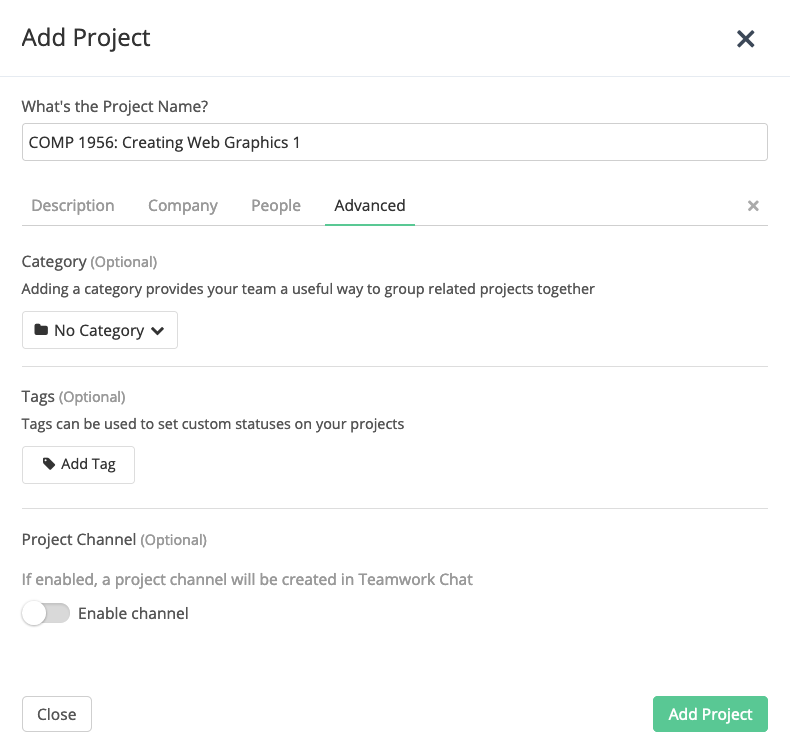 Add Project
What's the Project Name?
COMP 1956: Creating Web Graphics 1
Description Company People Advanced
Category (Optional)
Adding a category provides your team a useful way to group related projects together
No Category
Tags (Optional)
Tags can be used to set custom statuses on your projects
Add Tag
Project Channel (Optional)
If enabled, a project channel will be created in Teamwork Chat
Enable channel
Close Add Project